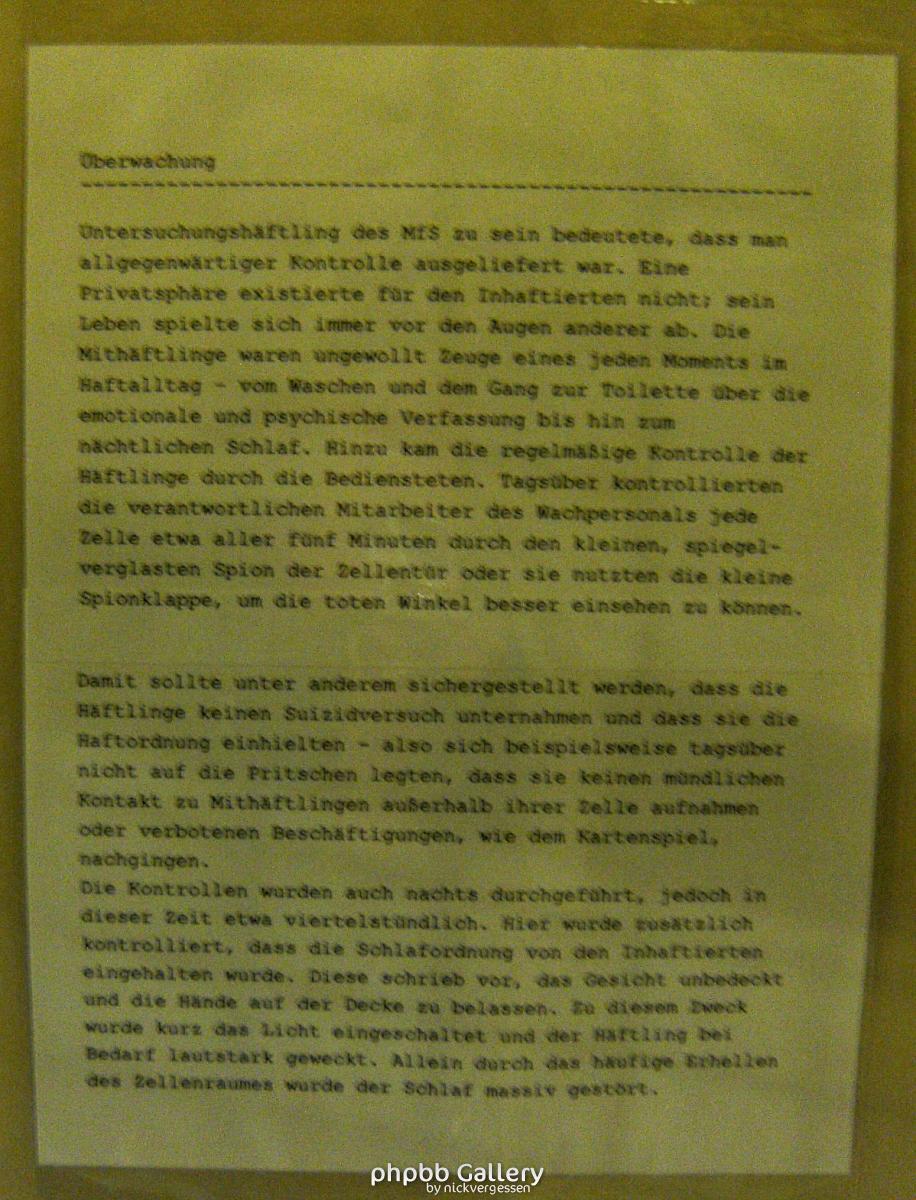 Überwachung
Untersuchungshäftling des MfS zu sein bedeutete, dass man
allgegenwärtiger Kontrolle ausgeliefert war. Eine
Privatsphäre existierte für den Inhaftierten nicht; sein
Leben spielte sich immer vor den Augen anderer ab. Die
Mithäftlinge waren ungewollt Zeuge eines jeden Moments im
Haftalltag - vom Waschen und dem Gang zur Toilette über die
emotionale und psychische Verfassung bis hin zum
nächtlichen Schlaf. Hinzu kam die regelmäßige Kontrolle der
Häftlinge durch die Bediensteten. Tagsüber kontrollierten
die verantwortlichen Mitarbeiter des Wachpersonals jede
Zelle etwa aller fünf Minuten durch den kleinen, spiegel-
verglasten Spion der Zellentür oder sie nutzten die kleine
Spionklappe, um die toten Winkel besser einsehen zu können.
Damit sollte unter anderem sichergestellt werden, dass die
Häftlinge keinen Suizidversuch unternahmen und dass sie die
Haftordnung einhielten - also sich beispielsweise tagsüber
nicht auf die Pritschen legten, dass sie keinen mündlichen
Kontakt zu Mithäftlingen außerhalb ihrer Zelle aufnahmen
oder verbotenen Beschäftigungen, wie dem Kartenspiel,
nachgingen.
Die Kontrollen wurden auch nachts durchgeführt, jedoch in
dieser Zeit etwa viertelstündlich. Hier wurde zusätzlich
kontrolliert, dass die Schlafordnung von den Inhaftierten
eingehalten wurde. Diese schrieb vor, das Gesicht unbedeckt
und die Hände auf der Decke zu belassen. Zu diesem Zweck
wurde kurz das Licht eingeschaltet und der Häftling bei
Bedarf lautstark geweckt. Allein durch das häufige Erhellen
des Zellenraumes wurde der Schlaf massiv gestört.
phpbb Gallery
by nickvergessen